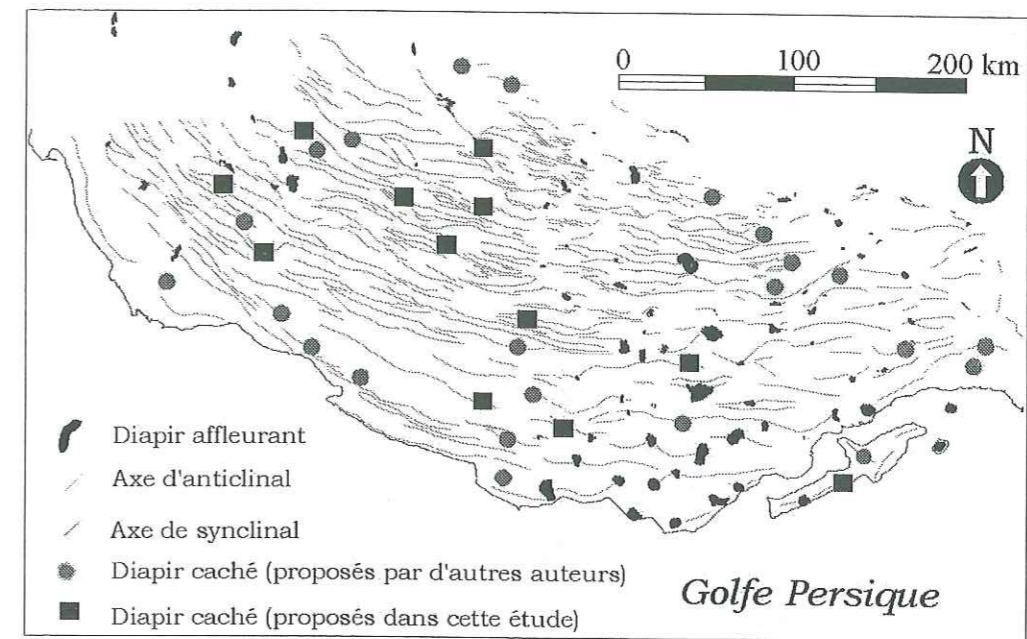 0 100 200 km
N
Diapir affleurant
Axe d'anticlinal
Axe de synclinal
Diapir caché (proposés par d'autres auteurs)
Diapir caché (proposés dans cette étude)
Golfe Persique